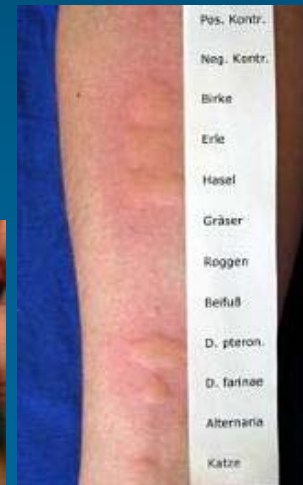 Pos. Kontr.
Neg. Kontr.
Birke
Erle
Hasel
Gräser
Roggen
Beifuß
D. pteron.
D. farinae
Alternaria
Katze